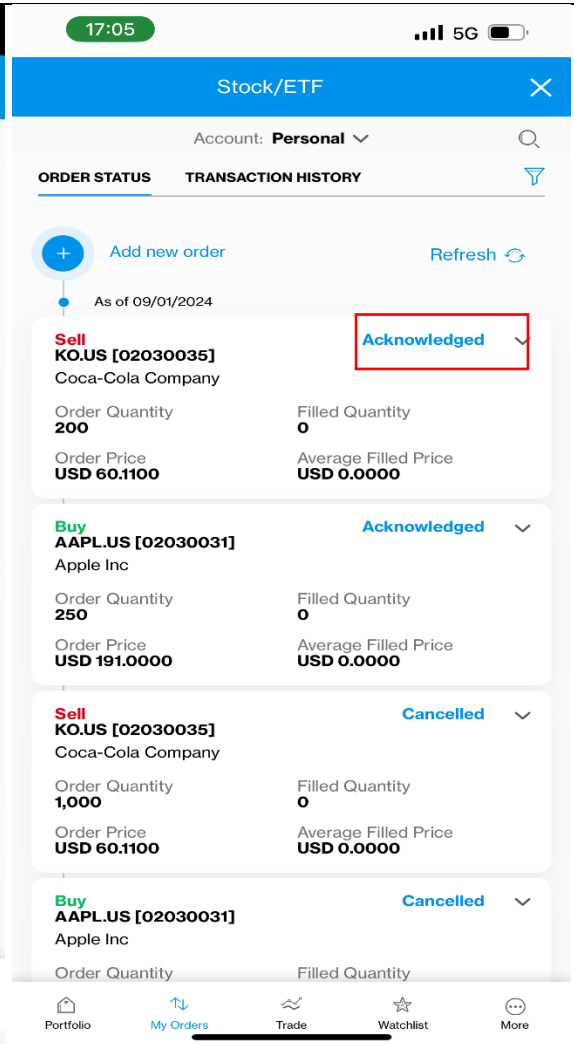 17:05
5G
Stock/ETF
Account: Personal
ORDER STATUS TRANSACTION HISTORY
Add new order Refresh
As of 09/01/2024
Sell Acknowledged
KO.US [02030035]
Coca-Cola Company
Order Quantity Filled Quantity
200 0
Order Price Average Filled Price
USD 60.1100 USD 0.0000
Buy Acknowledged
AAPL.US [02030031]
Apple Inc
Order Quantity Filled Quantity
250 0
Order Price Average Filled Price
USD 191.0000 USD 0.0000
Sell Cancelled
KO.US [02030035]
Coca-Cola Company
Order Quantity Filled Quantity
1,000 0
Order Price Average Filled Price
USD 60.1100 USD 0.0000
Buy Cancelled
AAPL.US [02030031]
Apple Inc
Order Quantity Filled Quantity
Portfolio My Orders Trade Watchlist More